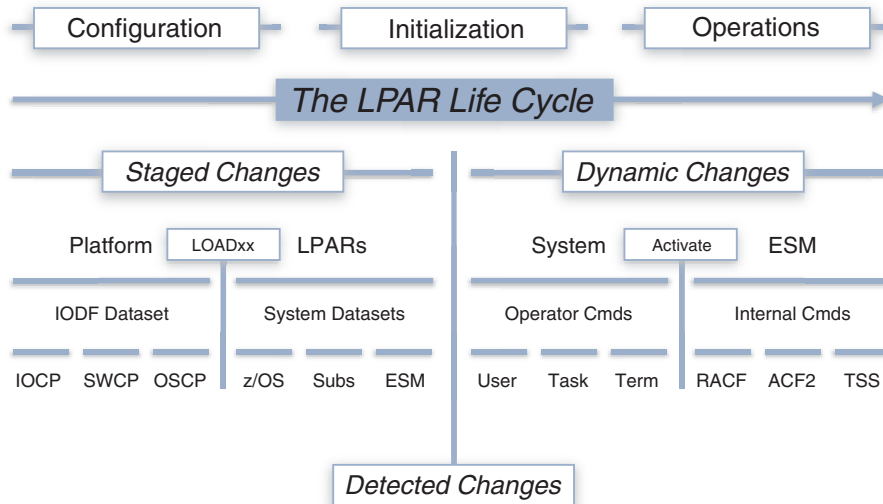 Configuration Initialization Operations
The LPAR Life Cycle
Staged Changes Dynamic Changes
Platform LOADxx LPARs System Activate ESM
IODF Dataset System Datasets Operator Cmds Internal Cmds
IOCP SWCP OSCP z/OS Subs ESM User Task Term RACF ACF2 TSS
Detected Changes